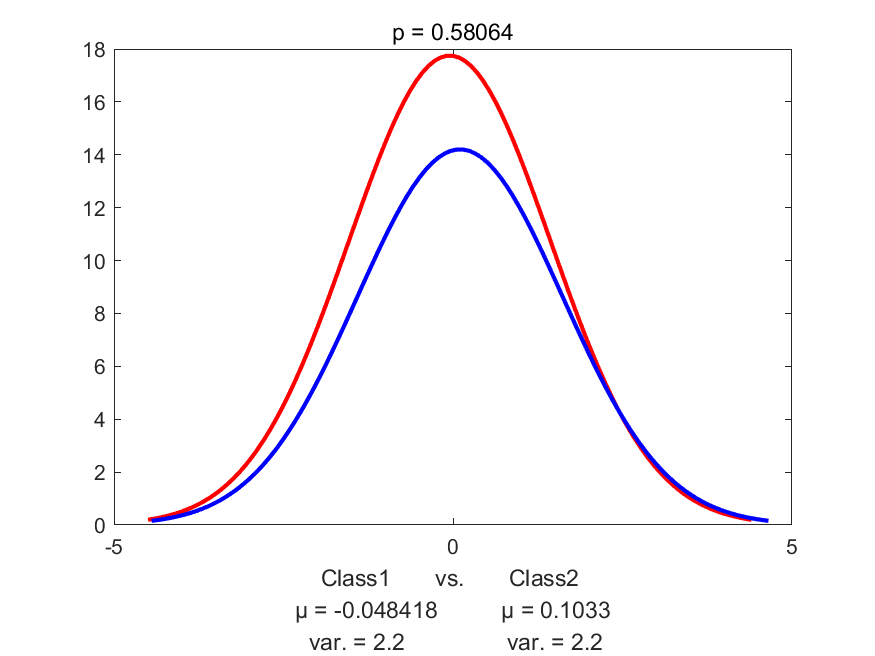 p = 0.58064
18
16
14
12
10
8
6
4
2
0
-5 0 5
Class1 vs. Class2
μ = -0.048418 μ = 0.1033
var. = 2.2 var. = 2.2